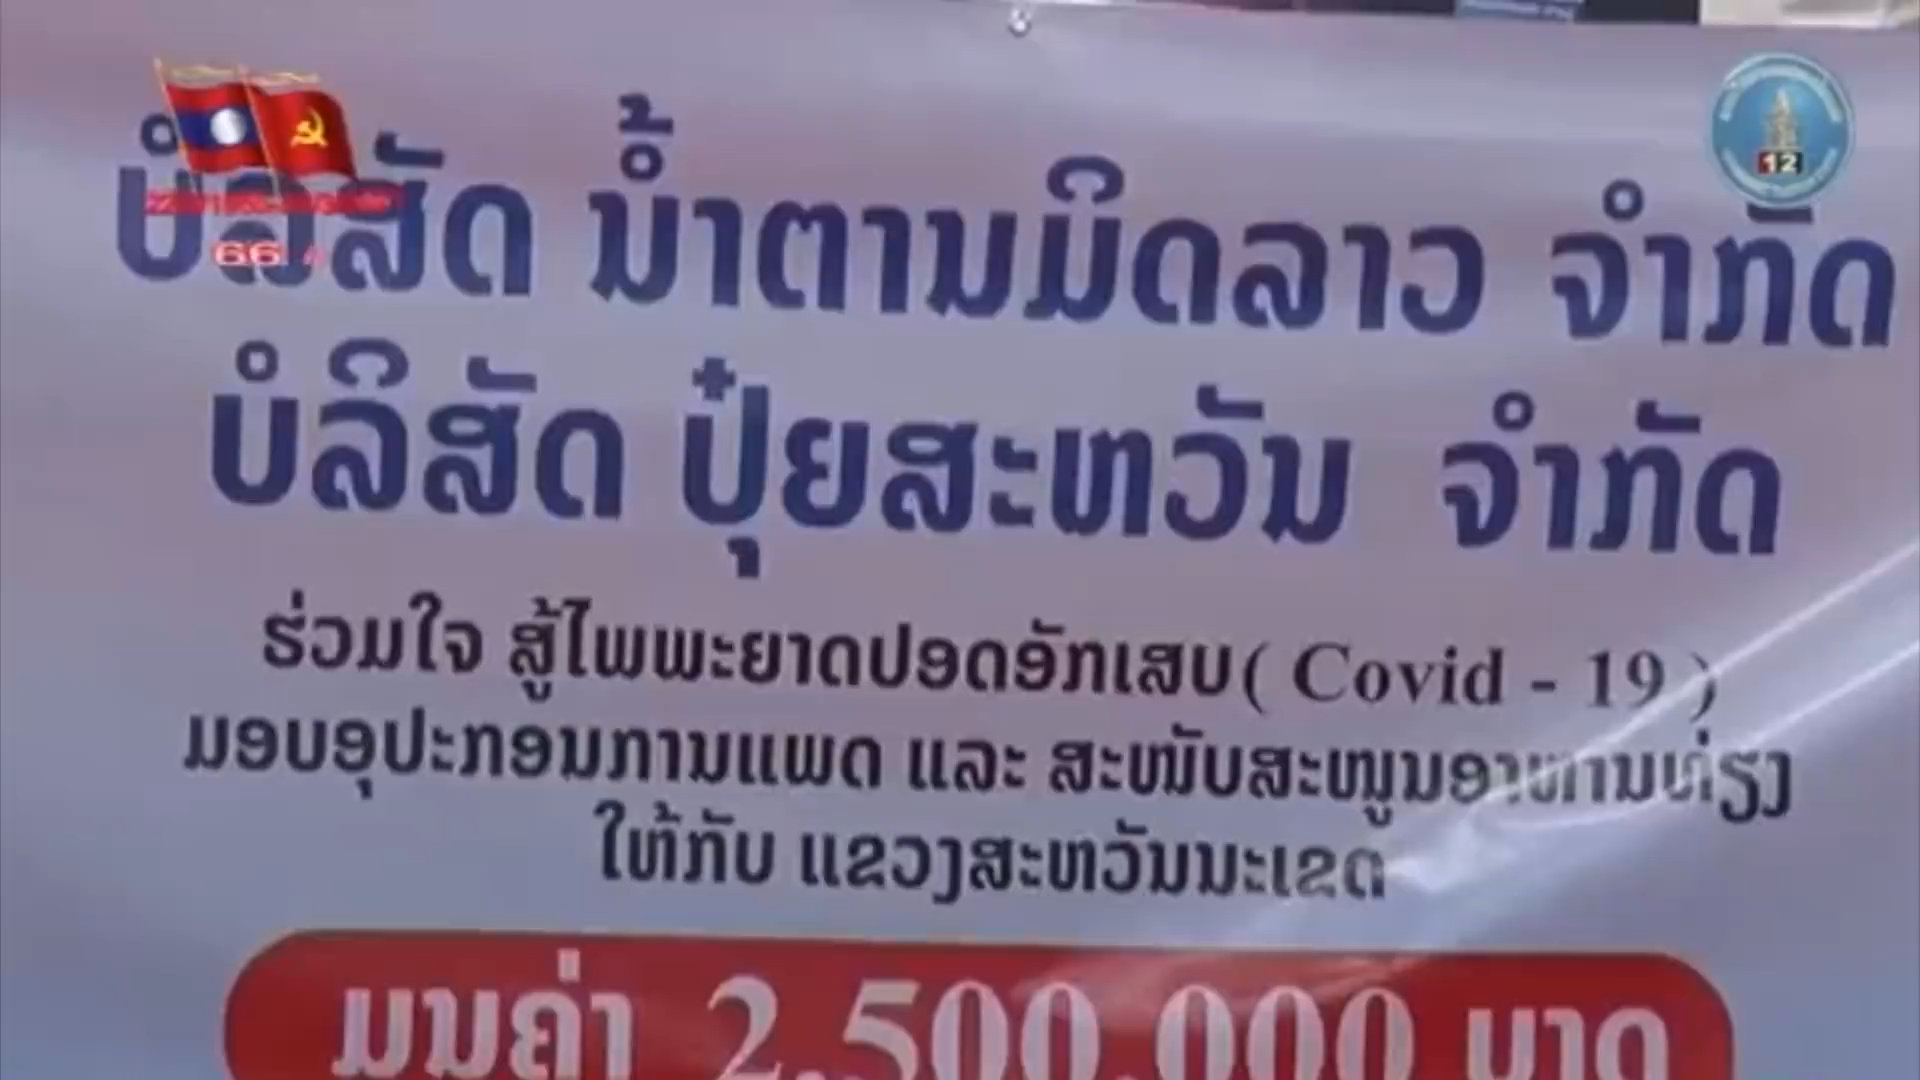 ບໍລິສັດ ນ້ຳຕານມິດລາວ ຈຳກັດ
ບໍລິສັດ ປຸ໋ຍສະຫວັນ ຈຳກັດ
ຮ່ວມໃຈ ສູ້ໄພພະຍາດປອດອັກເສບ( Covid - 19 )
ມອບອຸປະກອນການແພດ ແລະ ສະໜັບສະໜູນອາຫານທ່ຽງ
ໃຫ້ກັບ ແຂວງສະຫວັນນະເຂດ
ມູນຄ່າ 2,500,000 ບາດ
66
12